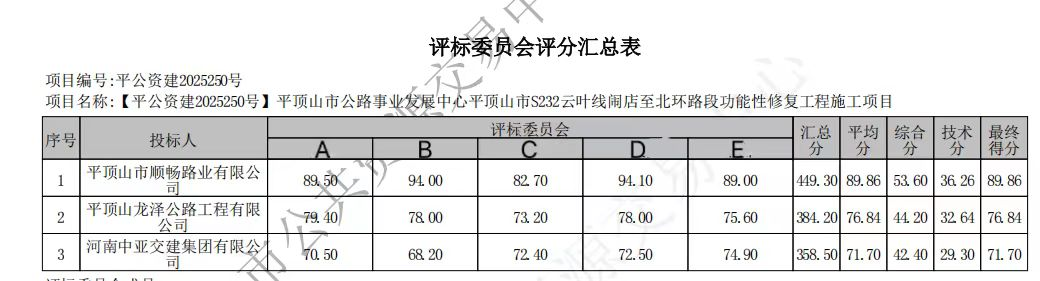 评标委员会评分汇总表
项目编号:平公资建2025250号
项目名称:【平公资建2025250号】平顶山市公路事业发展中心平顶山市S232云叶线闹店至北环路段功能性修复工程施工项目
序号 投标人 评标委员会 汇总分 平均分 综合分 技术分 最终得分
A B C D E
1 平顶山市顺畅路业有限公司 89.50 94.00 82.70 94.10 89.00 449.30 89.86 53.60 36.26 89.86
2 平顶山龙泽公路工程有限公司 79.40 78.00 73.20 78.00 75.60 384.20 76.84 44.20 32.64 76.84
3 河南中亚交建集团有限公司 70.50 68.20 72.40 72.50 74.90 358.50 71.70 42.40 29.30 71.70
市公共资源交易中